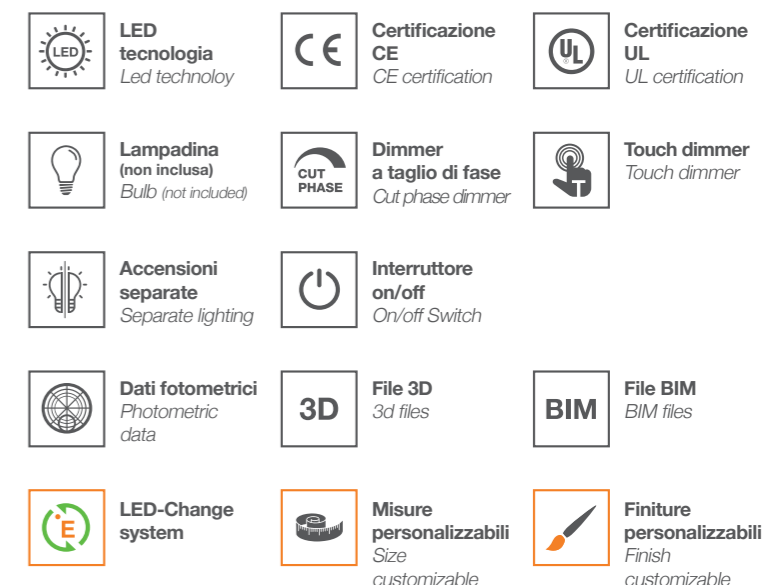 LED
LED
tecnologia
Led technoloy
CE
Certificazione
CE
CE certification
UL
®
Certificazione
UL
UL certification
Lampadina
(non inclusa)
Bulb (not included)
CUT
PHASE
Dimmer
a taglio di fase
Cut phase dimmer
T
Touch dimmer
Touch dimmer
Accensioni
separate
Separate lighting
Interruttore
on/off
On/off Switch
Dati fotometrici
Photometric
data
3D
File 3D
3d files
BIM
File BIM
BIM files
E
LED-Change
system
Misure
personalizzabili
Size
customizable
Finiture
personalizzabili
Finish
customizable